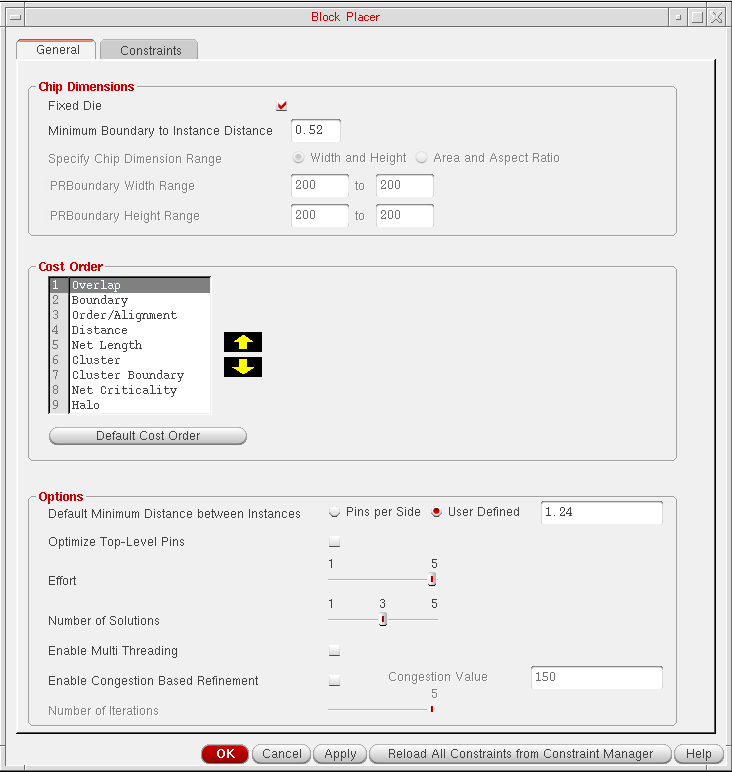 Block Placer
General Constraints
Chip Dimensions
Fixed Die
Minimum Boundary to Instance Distance 0.52
Specify Chip Dimension Range Width and Height Area and Aspect Ratio
PRBoundary Width Range 200 to 200
PRBoundary Height Range 200 to 200
Cost Order
1 Overlap
2 Boundary
3 Order/Alignment
4 Distance
5 Net Length
6 Cluster
7 Cluster Boundary
8 Net Criticality
9 Halo
Default Cost Order
Options
Default Minimum Distance between Instances Pins per Side User Defined 1.24
Optimize Top-Level Pins
1 5
Effort
1 3 5
Number of Solutions
Enable Multi Threading
Enable Congestion Based Refinement Congestion Value 150
5
Number of Iterations
OK Cancel Apply Reload All Constraints from Constraint Manager Help